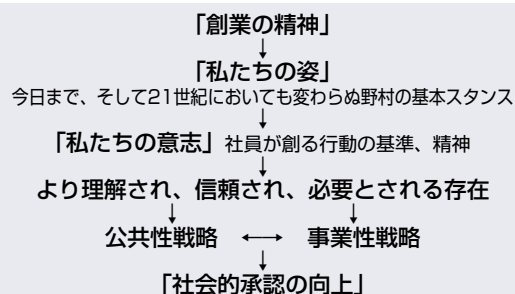 「創業の精神」
↓
「私たちの姿」
今日まで、そして21世紀においても変わらぬ野村の基本スタンス
↓
「私たちの意志」社員が創る行動の基準、精神
↓
より理解され、信頼され、必要とされる存在
↓ ↓
公共性戦略 ←→ 事業性戦略
↓
「社会的承認の向上」